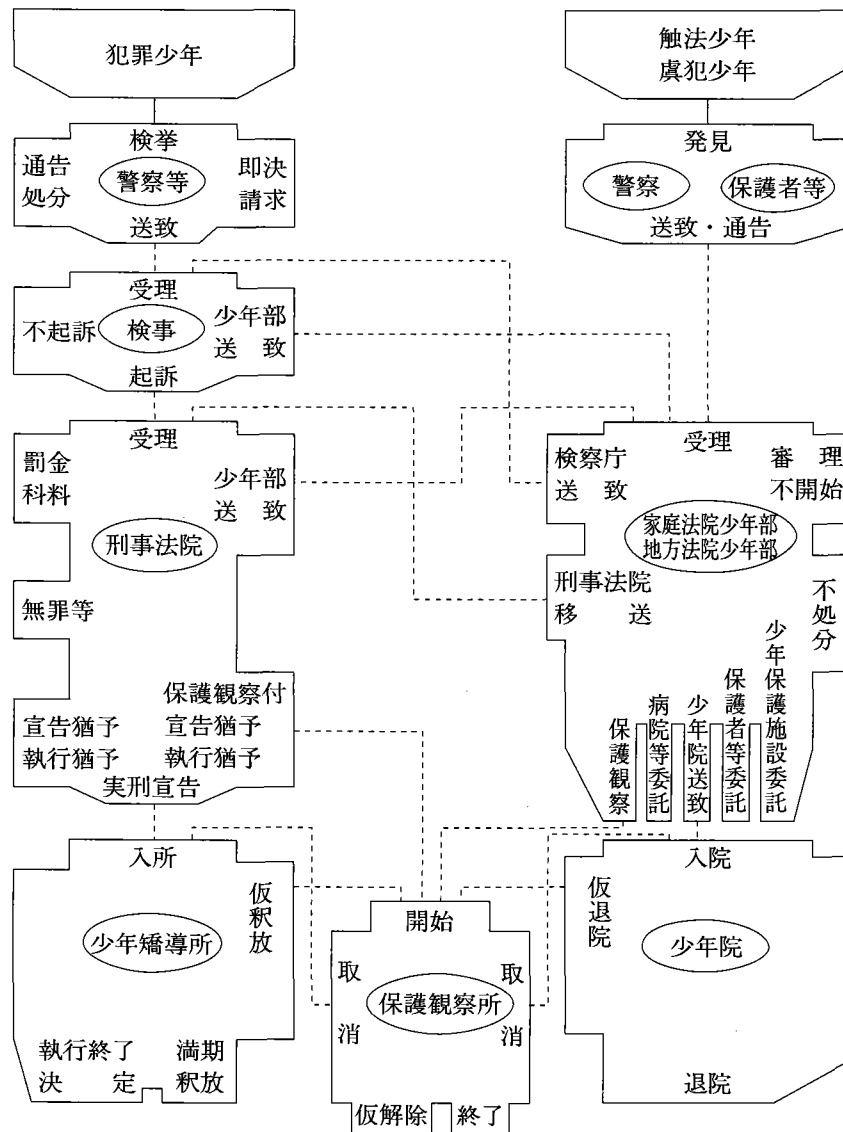 犯罪少年
触法少年
虞犯少年
検挙
通告
処分
警察等
即決
請求
送致
発見
警察
保護者等
送致・通告
受理
不起訴
検事
少年部
送致
起訴
受理
罰金
科料
少年部
送致
刑事法院
無罪等
保護観察付
宣告猶予
宣告猶予
執行猶予
執行猶予
実刑宣告
受理
検察庁
送致
審理
不開始
家庭法院少年部
地方法院少年部
刑事法院
移送
不処分
保護観察
病院等委託
少年院送致
保護者等委託
少年保護施設委託
入所
仮釈放
少年矯導所
執行終了
決定
満期
釈放
開始
取消
取消
保護観察所
仮解除
終了
入院
仮退院
少年院
退院